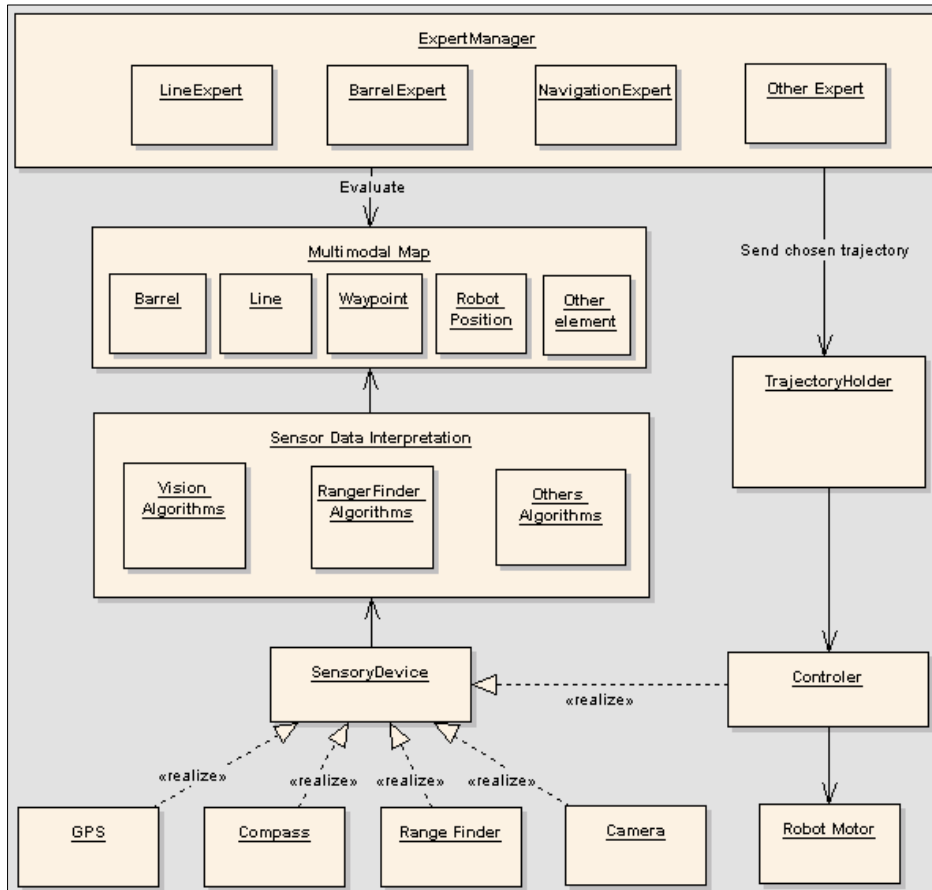 ExpertManager
LineExpert
BarrelExpert
NavigationExpert
Other Expert
Evaluate
Send chosen trajectory
Multimodal Map
Barrel
Line
Waypoint
Robot
Position
Other
element
TrajectoryHolder
Sensor Data Interpretation
Vision
Algorithms
RangerFinder
Algorithms
Others
Algorithms
SensoryDevice
Controler
«realize»
«realize»
«realize»
«realize»
«realize»
GPS
Compass
Range Finder
Camera
Robot Motor